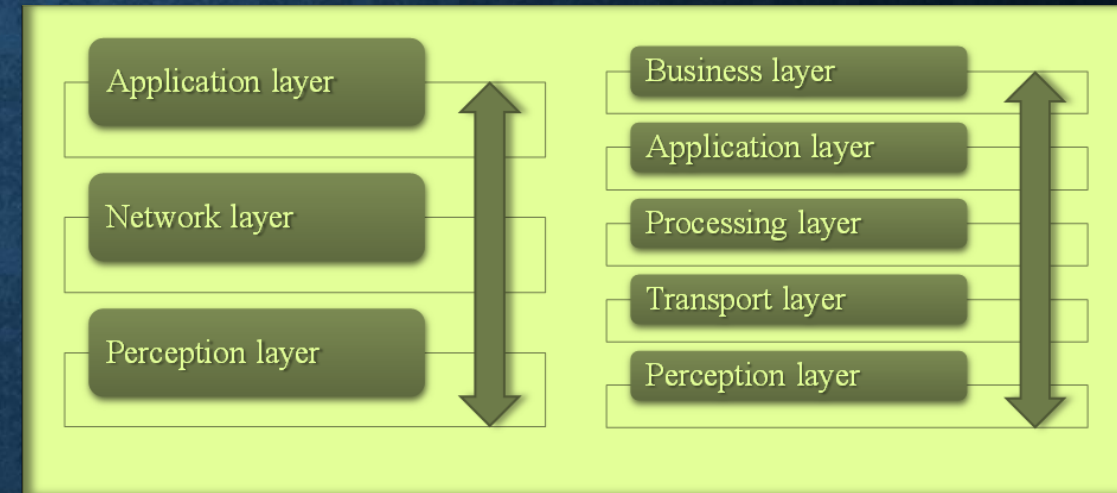 Application layer
Network layer
Perception layer
Business layer
Application layer
Processing layer
Transport layer
Perception layer